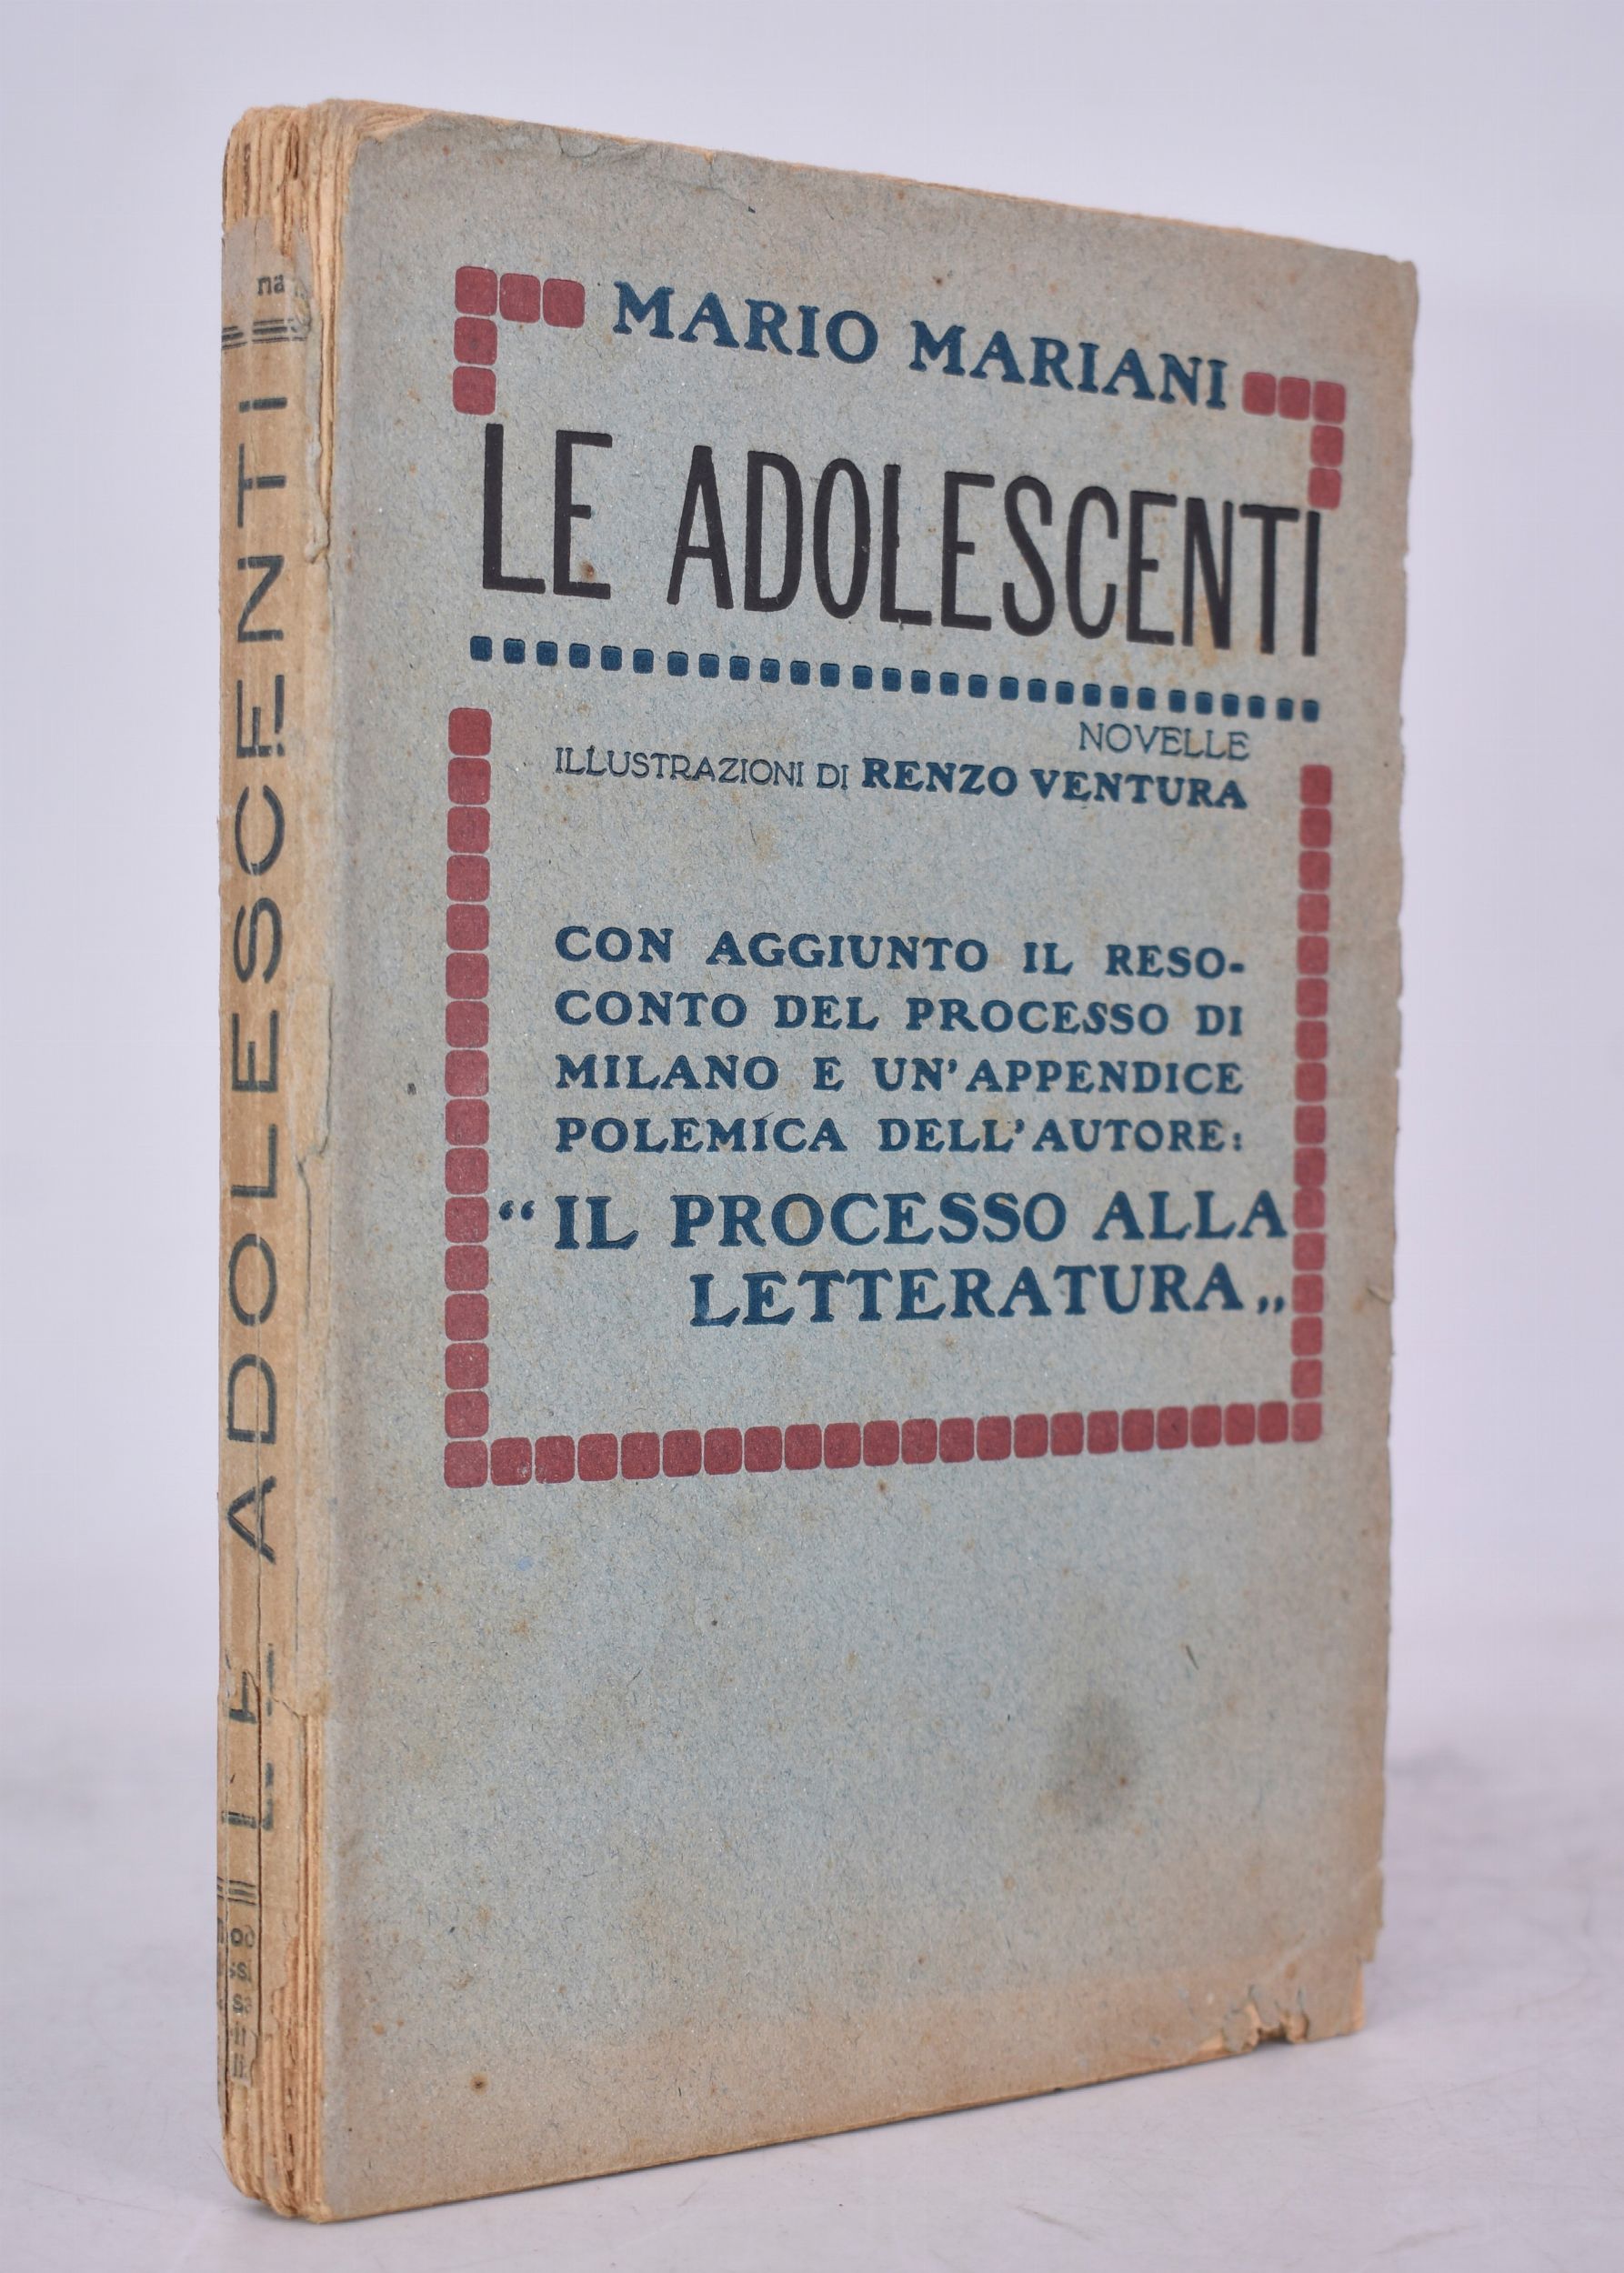 MARIO MARIANI
LE ADOLESCENTI
NOVELLE
ILLUSTRAZIONI DI RENZO VENTURA
CON AGGIUNTO IL RESO-
CONTO DEL PROCESSO DI
MILANO E UN'APPENDICE
POLEMICA DELL'AUTORE:
“IL PROCESSO ALLA
LETTERATURA„
LE ADOLESCENTI